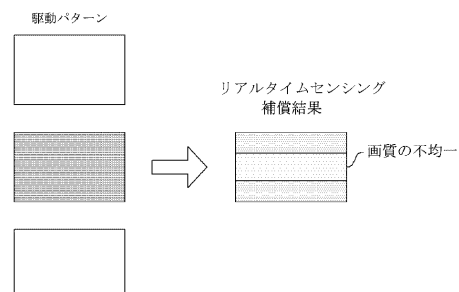 駆動パターン
リアルタイムセンシング
補償結果
画質の不均一